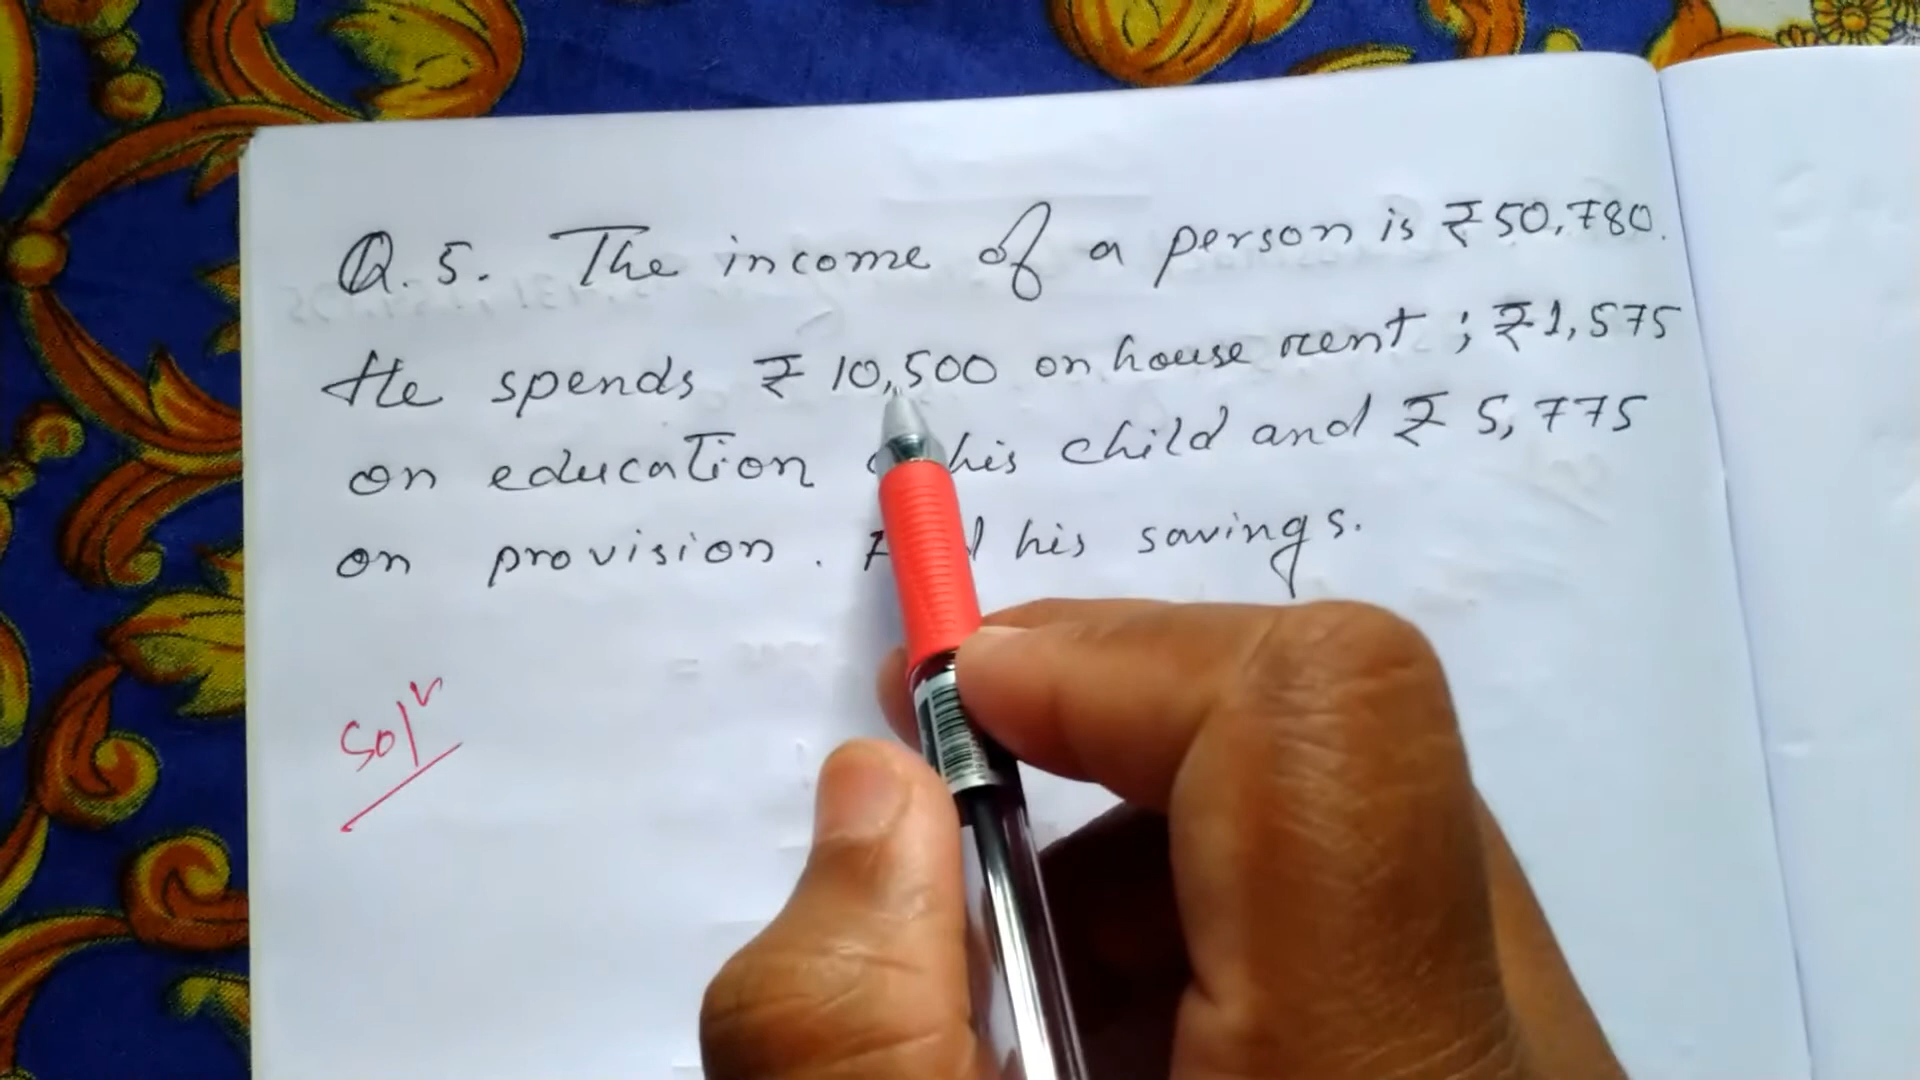 Q. 5. The income of a person is ₹50,780.
He spends ₹ 10,500 on house rent ; ₹1,575
on education his child and ₹ 5,775
on provision. his savings.
Solⁿ